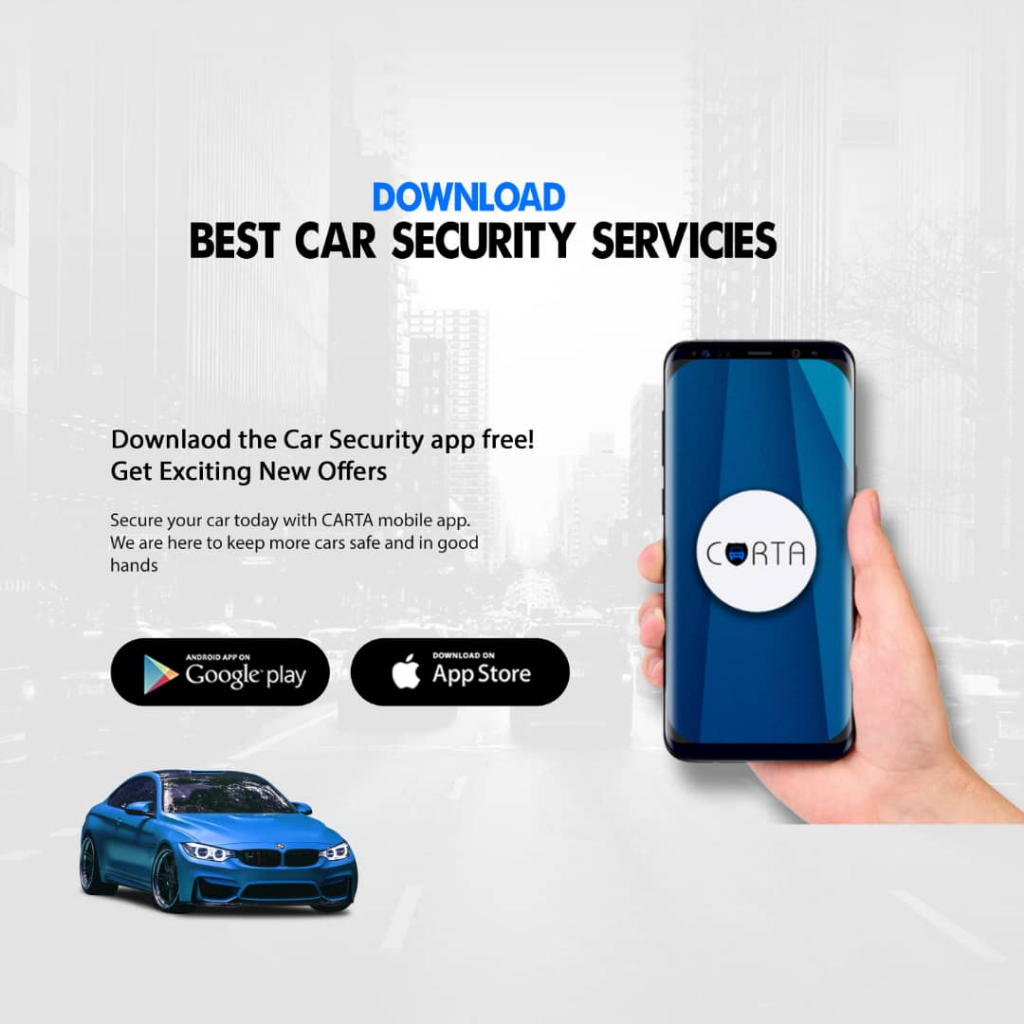 DOWNLOAD
BEST CAR SECURITY SERVICIES
Downlaod the Car Security app free!
Get Exciting New Offers
Secure your car today with CARTA mobile app.
We are here to keep more cars safe and in good
hands
CARTA
ANDROID APP ON
Google play
DOWNLOAD ON
App Store